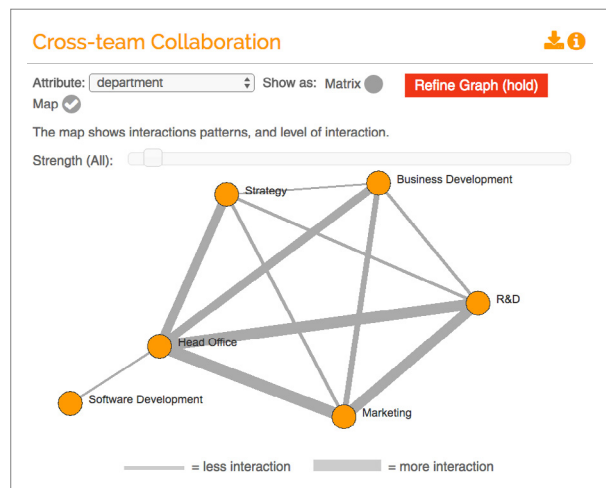 Cross-team Collaboration
Attribute: department Show as: Matrix Refine Graph (hold)
Map
The map shows interactions patterns, and level of interaction.
Strength (All):
Business Development
Strategy
R&D
Head Office
Software Development
Marketing
= less interaction = more interaction